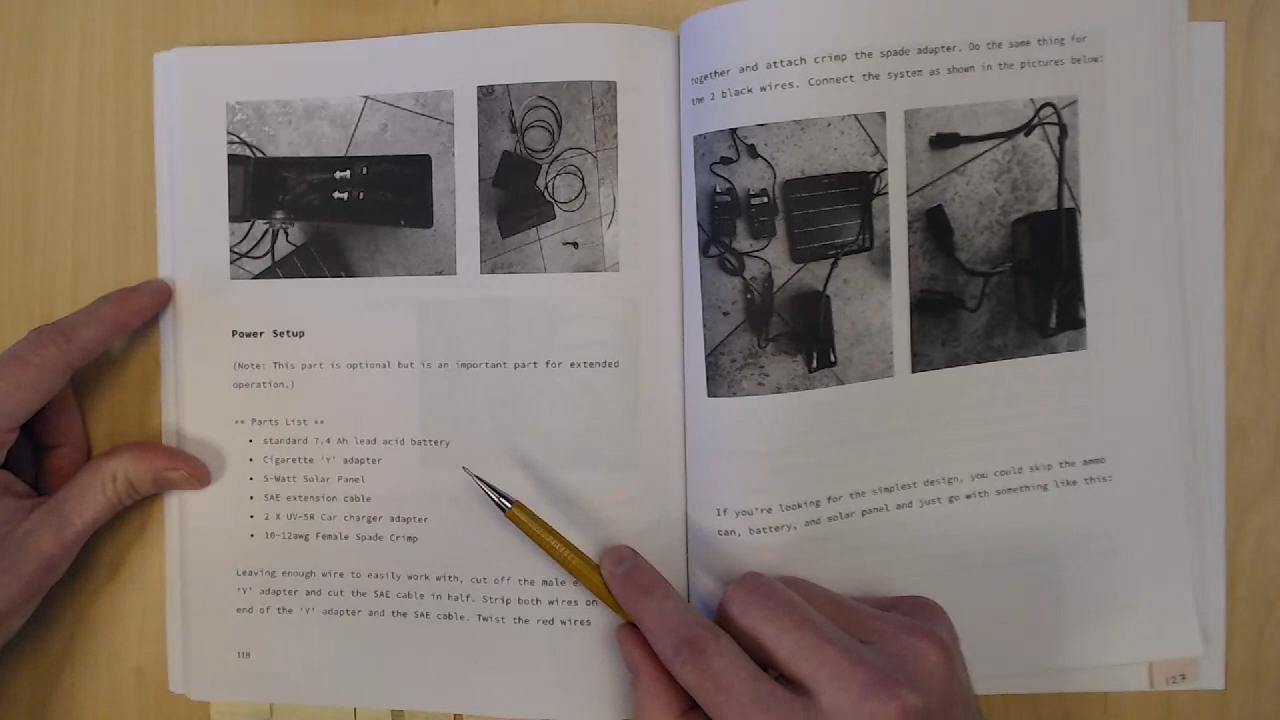 Power Setup
(Note: This part is optional but is an important part for extended
operation.)
** Parts List **
• standard 7.4 Ah lead acid battery
• Cigarette 'Y' adapter
• 5-Watt Solar Panel
• SAE extension cable
• 2 X UV-5R Car charger adapter
• 10-12awg Female Spade Crimp
Leaving enough wire to easily work with, cut off the male
'Y' adapter and cut the SAE cable in half. Strip both wires on
end of the 'Y' adapter and the SAE cable. Twist the red wires
118
together and attach crimp the spade adapter. Do the same thing for
the 2 black wires. Connect the system as shown in the pictures below:
If you're looking for the simplest design, you could skip the ammo
can, battery, and solar panel and just go with something like this:
127